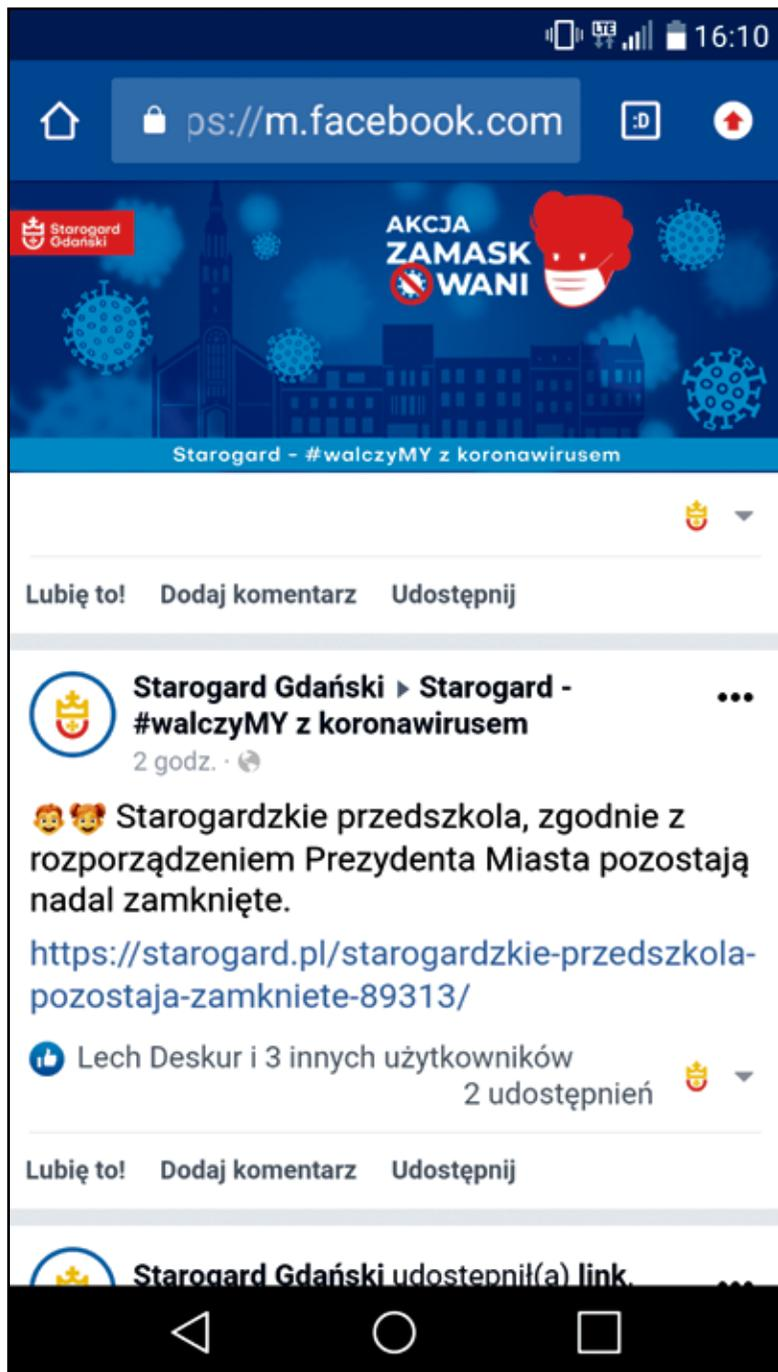 LTE 16:10
ps://m.facebook.com :D
Starogard
Gdański
AKCJA
ZAMASK
WANI
Starogard - #walczyMY z koronawirusem
Lubię to! Dodaj komentarz Udostępnij
Starogard Gdański ▸ Starogard -
#walczyMY z koronawirusem
2 godz. ·
Starogardzkie przedszkola, zgodnie z
rozporządzeniem Prezydenta Miasta pozostają
nadal zamknięte.
https://starogard.pl/starogardzkie-przedszkola-
pozostaja-zamkniete-89313/
Lech Deskur i 3 innych użytkowników
2 udostępnień
Lubię to! Dodaj komentarz Udostępnij
Starogard Gdański udostępnił(a) link.